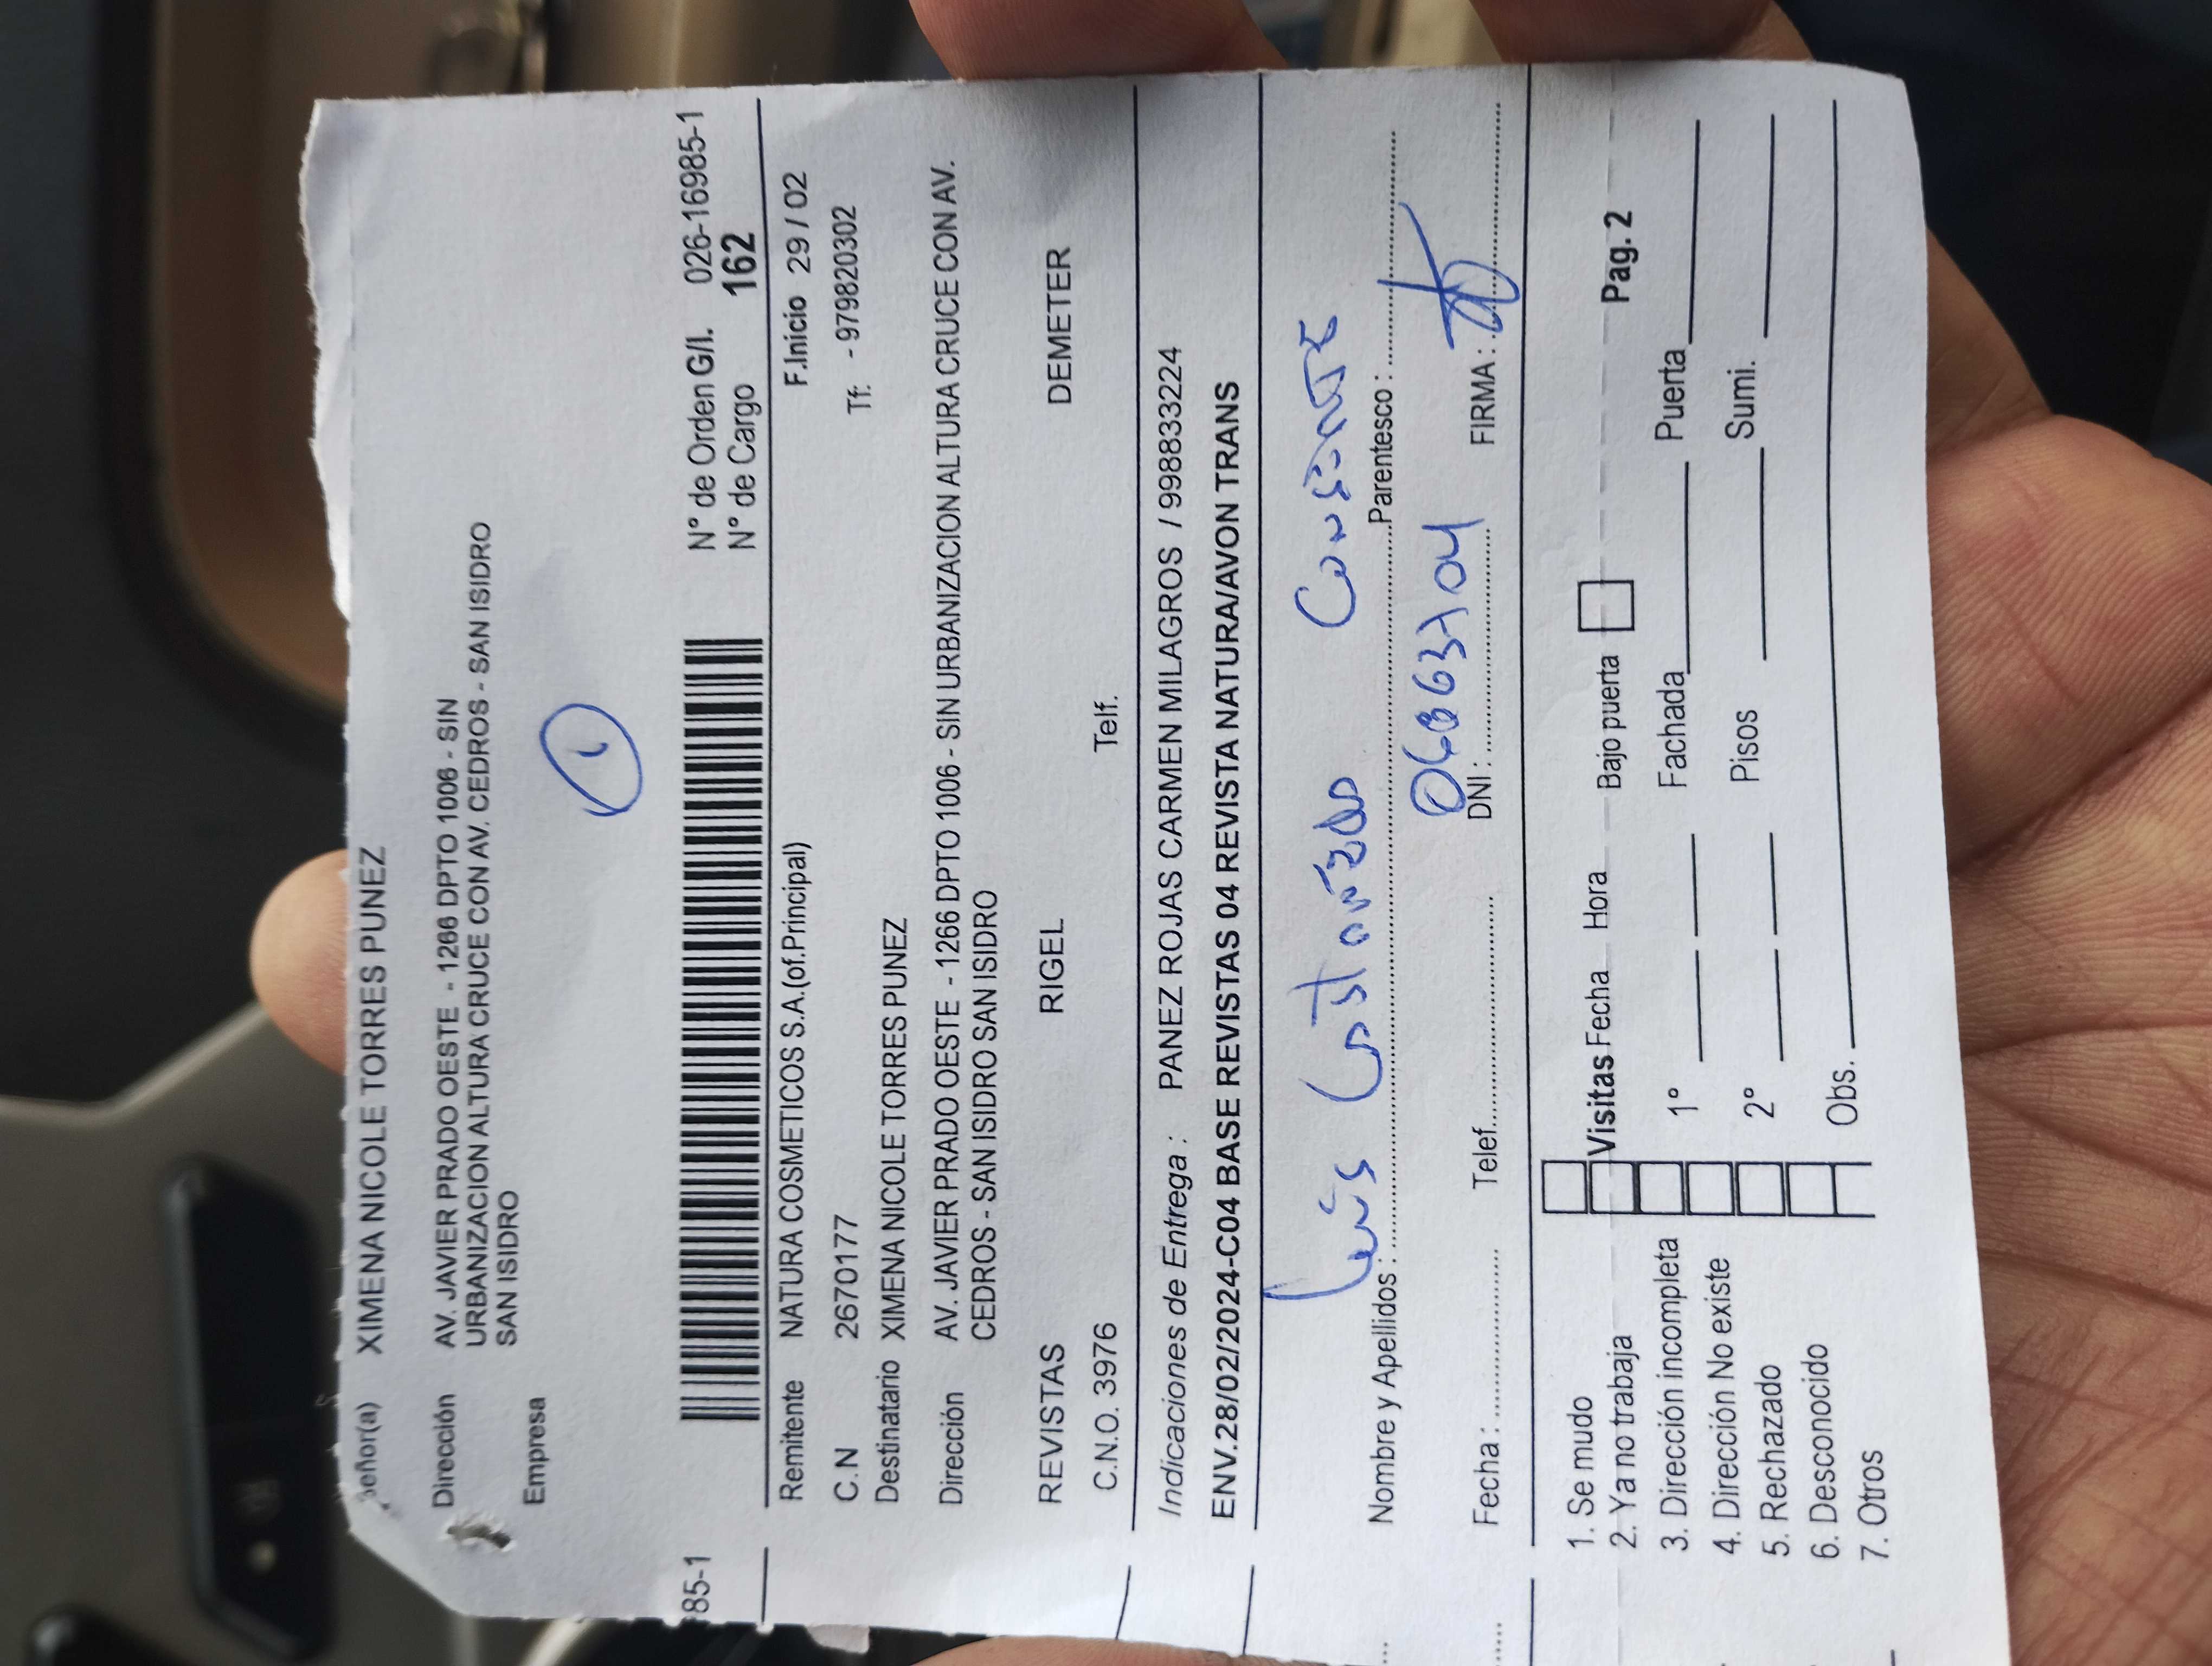 Señor(a) XIMENA NICOLE TORRES PUNEZ
Dirección AV. JAVIER PRADO OESTE - 1266 DPTO 1006 - SIN
URBANIZACION ALTURA CRUCE CON AV. CEDROS - SAN ISIDRO
SAN ISIDRO
Empresa
85-1
N° de Orden G/I. 026-16985-1
N° de Cargo 162
Remitente NATURA COSMETICOS S.A.(of.Principal) F.Inicio 29 / 02
C.N 2670177 Tf: - 979820302
Destinatario XIMENA NICOLE TORRES PUNEZ
Dirección AV. JAVIER PRADO OESTE - 1266 DPTO 1006 - SIN URBANIZACION ALTURA CRUCE CON AV.
CEDROS - SAN ISIDRO SAN ISIDRO
REVISTAS RIGEL DEMETER
C.N.O. 3976 Telf.
Indicaciones de Entrega : PANEZ ROJAS CARMEN MILAGROS / 998833224
ENV.28/02/2024-C04 BASE REVISTAS 04 REVISTA NATURA/AVON TRANS
Luis Castañeda
Nombre y Apellidos : Parentesco :
Fecha : Telef. DNI : FIRMA :
1. Se mudo
2. Ya no trabaja Visitas Fecha Hora Bajo puerta Pag. 2
3. Dirección incompleta 1° Fachada Puerta
4. Dirección No existe
5. Rechazado 2° Pisos Sumi.
6. Desconocido
7. Otros Obs.